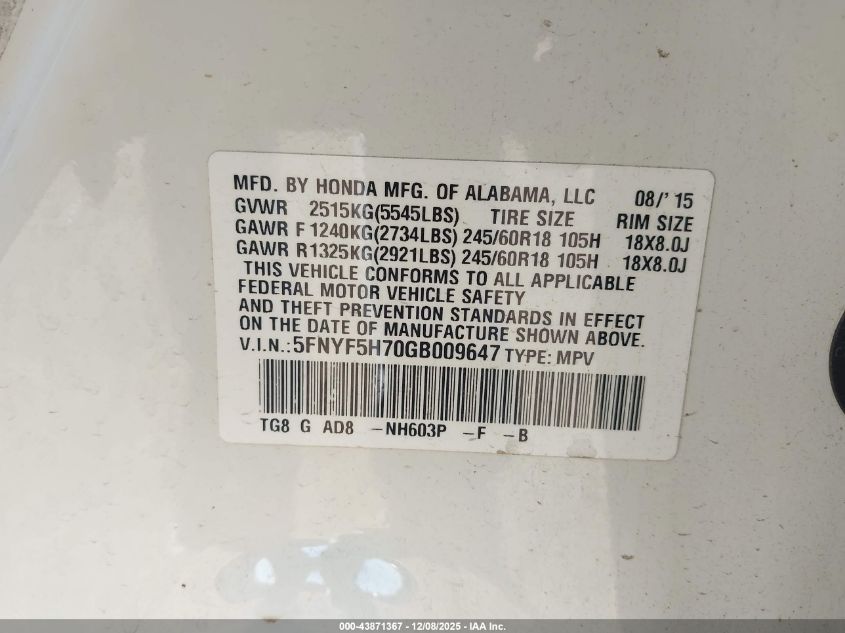 MFD. BY HONDA MFG. OF ALABAMA, LLC 08/'15
GVWR 2515KG(5545LBS) TIRE SIZE RIM SIZE
GAWR F 1240KG(2734LBS) 245/60R18 105H 18X8.0J
GAWR R1325KG(2921LBS) 245/60R18 105H 18X8.0J
THIS VEHICLE CONFORMS TO ALL APPLICABLE
FEDERAL MOTOR VEHICLE SAFETY
AND THEFT PREVENTION STANDARDS IN EFFECT
ON THE DATE OF MANUFACTURE SHOWN ABOVE.
V.I.N.:5FNYF5H70GB009647 TYPE: MPV
TG8 G AD8 -NH603P -F -B
000-43871367 - 12/08/2025 - IAA Inc.